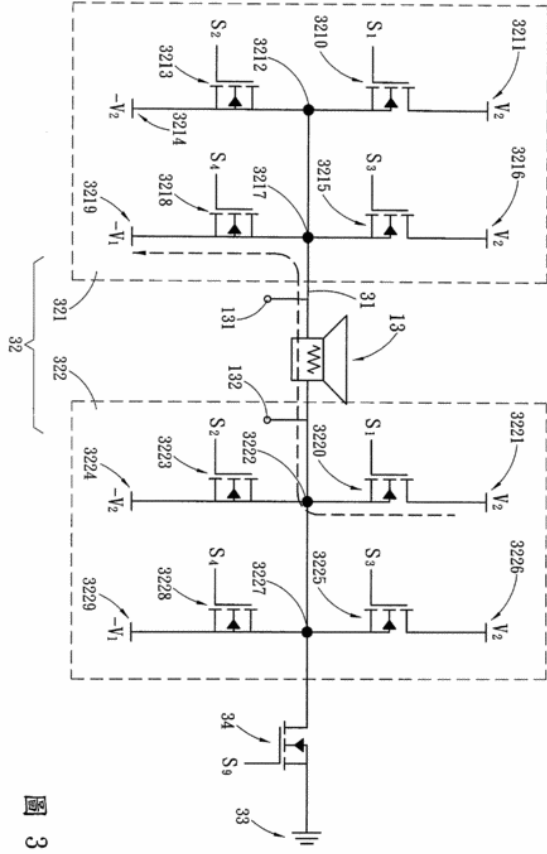 3211
V₂
3216
V₂
3221
V₂
3226
V₂
S₁
3210
S₃
3215
13
S₁
3220
S₃
3225
31
3212
3217
131
132
3222
3227
34
S₉
33
S₂
3213
S₄
3218
S₂
3223
S₄
3228
-V₂
3214
-V₁
3219
-V₂
3224
-V₁
3229
321
322
32
圖 3